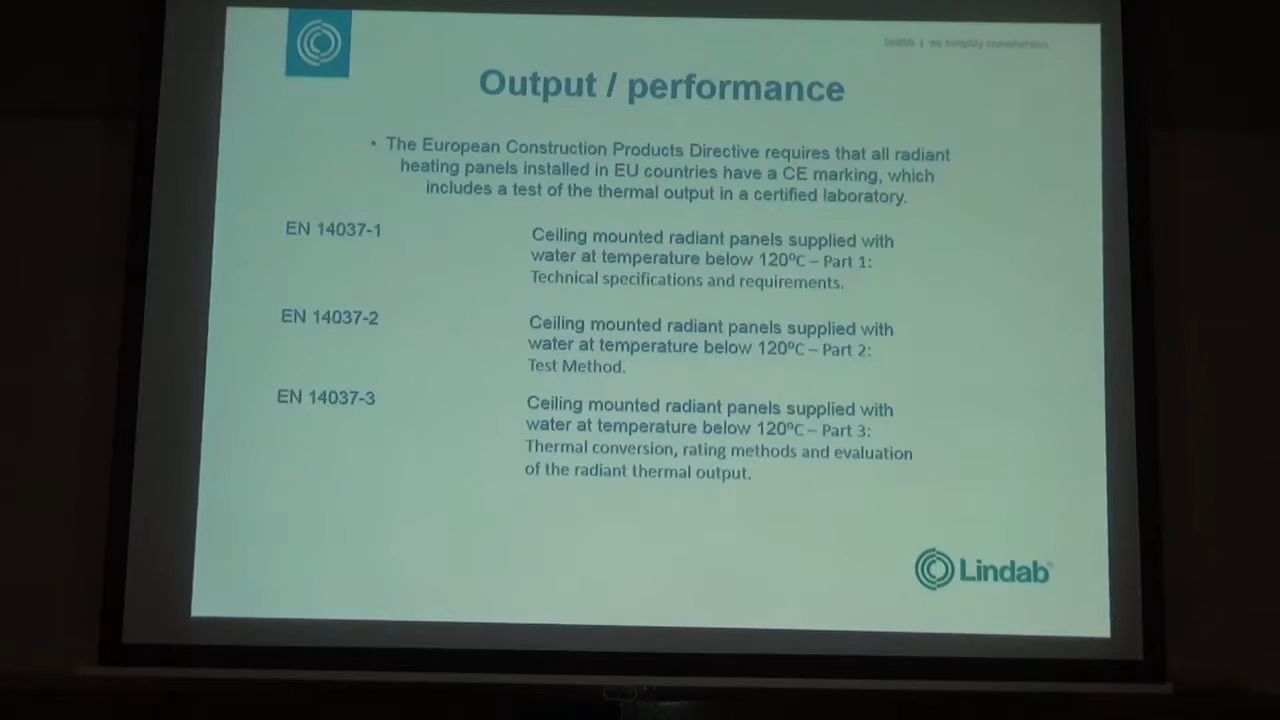 Lindab | we simplify construction
Output / performance
• The European Construction Products Directive requires that all radiant
heating panels installed in EU countries have a CE marking, which
includes a test of the thermal output in a certified laboratory.
EN 14037-1
Ceiling mounted radiant panels supplied with
water at temperature below 120ºC – Part 1:
Technical specifications and requirements.
EN 14037-2
Ceiling mounted radiant panels supplied with
water at temperature below 120ºC – Part 2:
Test Method.
EN 14037-3
Ceiling mounted radiant panels supplied with
water at temperature below 120ºC – Part 3:
Thermal conversion, rating methods and evaluation
of the radiant thermal output.
Lindab®